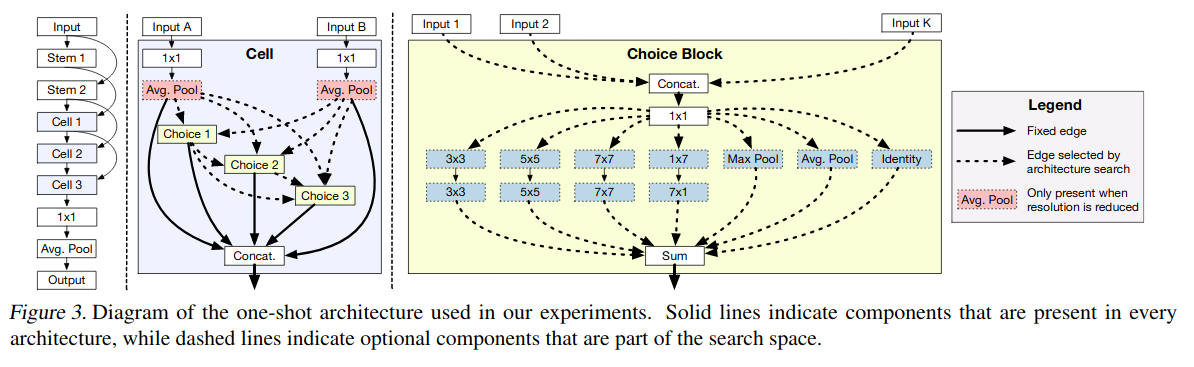 Input
Stem 1
Stem 2
Cell 1
Cell 2
Cell 3
1x1
Avg. Pool
Output
Input A
Input B
Cell
1x1
1x1
Avg. Pool
Avg. Pool
Choice 1
Choice 2
Choice 3
Concat.
Input 1
Input 2
Input K
Choice Block
Concat.
1x1
3x3
5x5
7x7
1x7
Max Pool
Avg. Pool
Identity
3x3
5x5
7x7
7x1
Sum
Legend
Fixed edge
Edge selected by
architecture search
Avg. Pool
Only present when
resolution is reduced
Figure 3. Diagram of the one-shot architecture used in our experiments. Solid lines indicate components that are present in every
architecture, while dashed lines indicate optional components that are part of the search space.